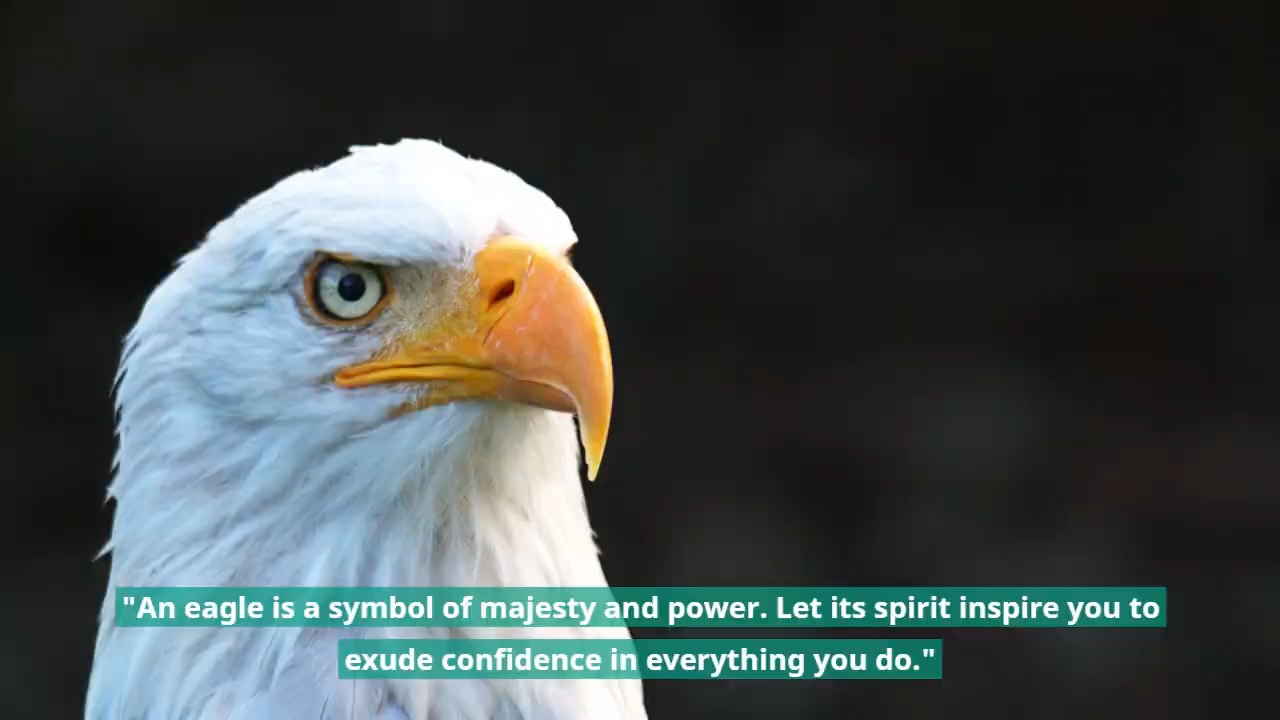 "An eagle is a symbol of majesty and power. Let its spirit inspire you to
exude confidence in everything you do."